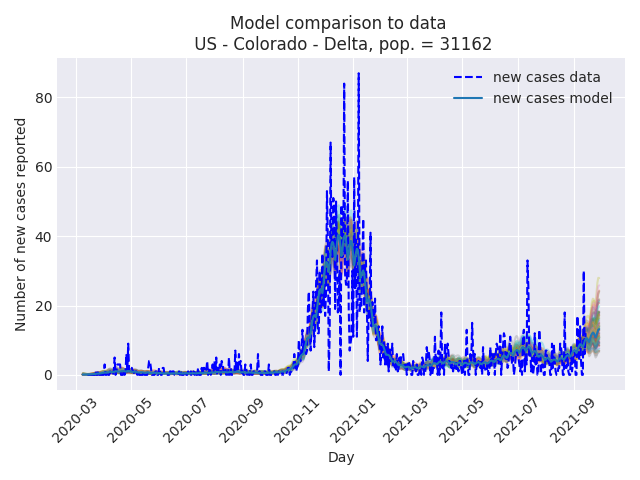 Model comparison to data
US - Colorado - Delta, pop. = 31162
new cases data
new cases model
Number of new cases reported
80
60
40
20
0
2020-03
2020-05
2020-07
2020-09
2020-11
2021-01
2021-03
2021-05
2021-07
2021-09
Day